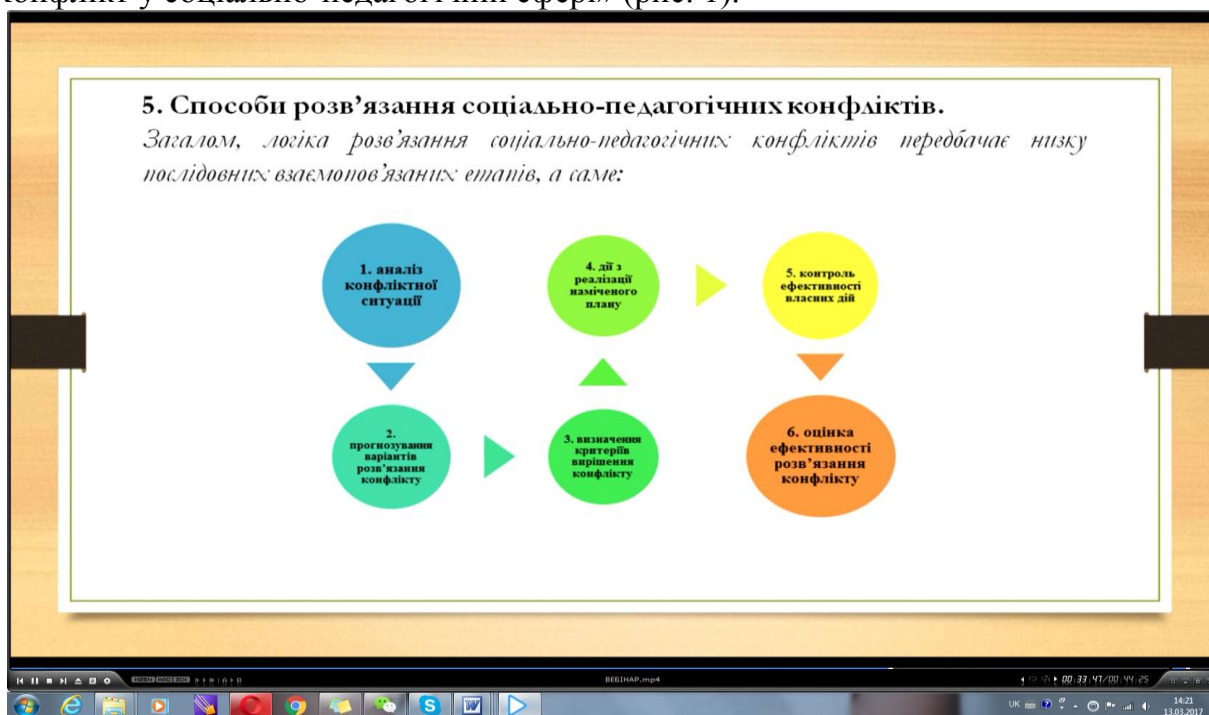 конфлікт у соціально-педагогічній сфері» (рис. 1).
5. Способи розв’язання соціально-педагогічних конфліктів.
Загалом, логіка розв’язання соціально-педагогічних конфліктів передбачає низку
послідовних взаємопов’язаних етапів, а саме:
1. аналіз
конфліктної
ситуації
2.
прогнозування
варіантів
розв’язання
конфлікту
3. визначення
критеріїв
вирішення
конфлікту
4. дії з
реалізації
наміченого
плану
5. контроль
ефективності
власних дій
6. оцінка
ефективності
розв’язання
конфлікту
ВЕБІНАР.mp4
00:33:47/00:44:25
UK
14:21
13.03.2017